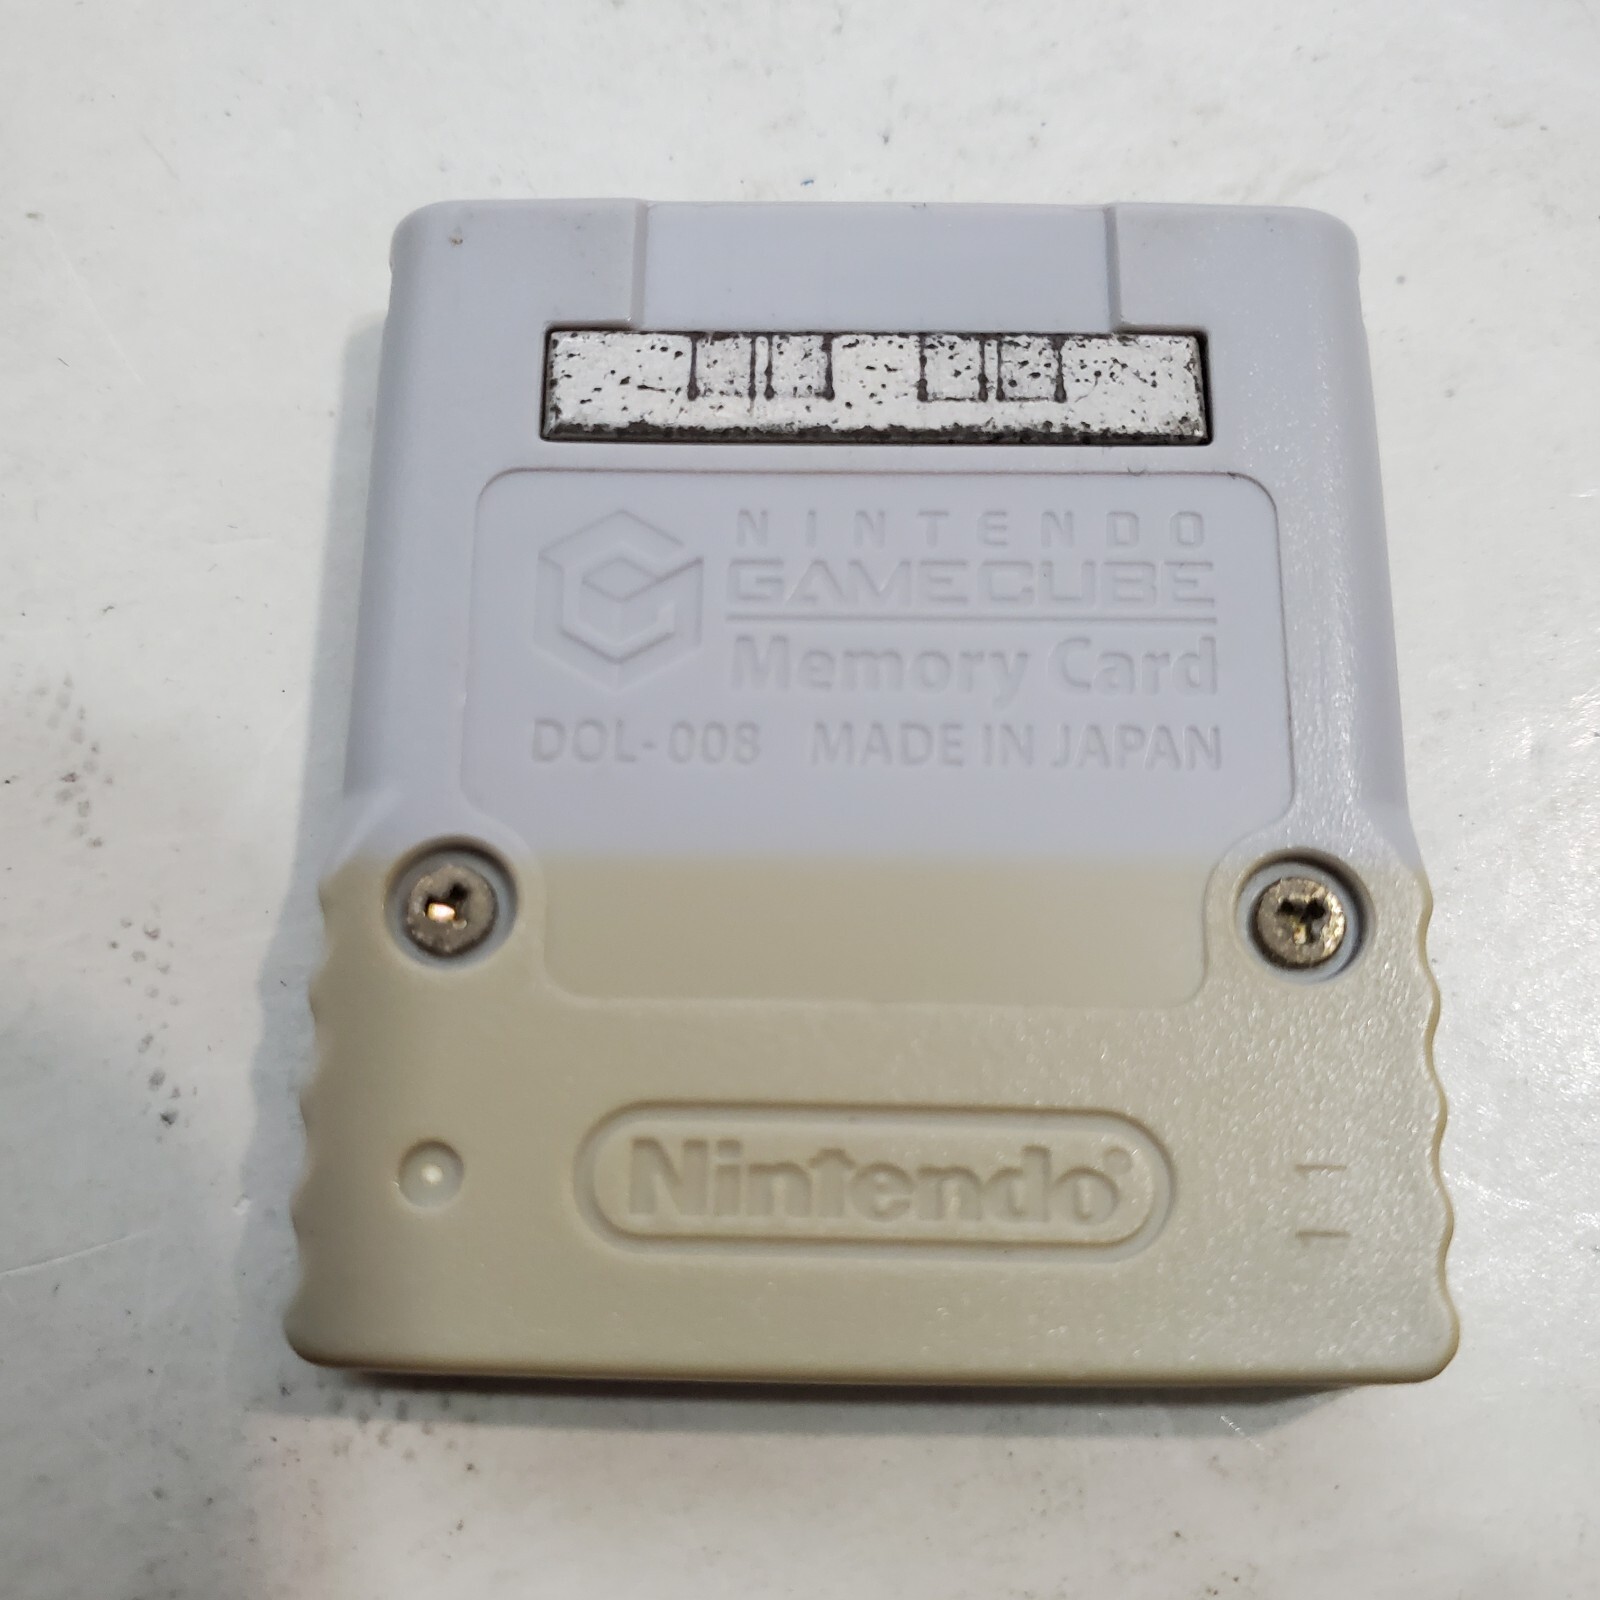 NINTENDO
GAMECUBE
Memory Card
DOL-008 MADE IN JAPAN
Nintendo®